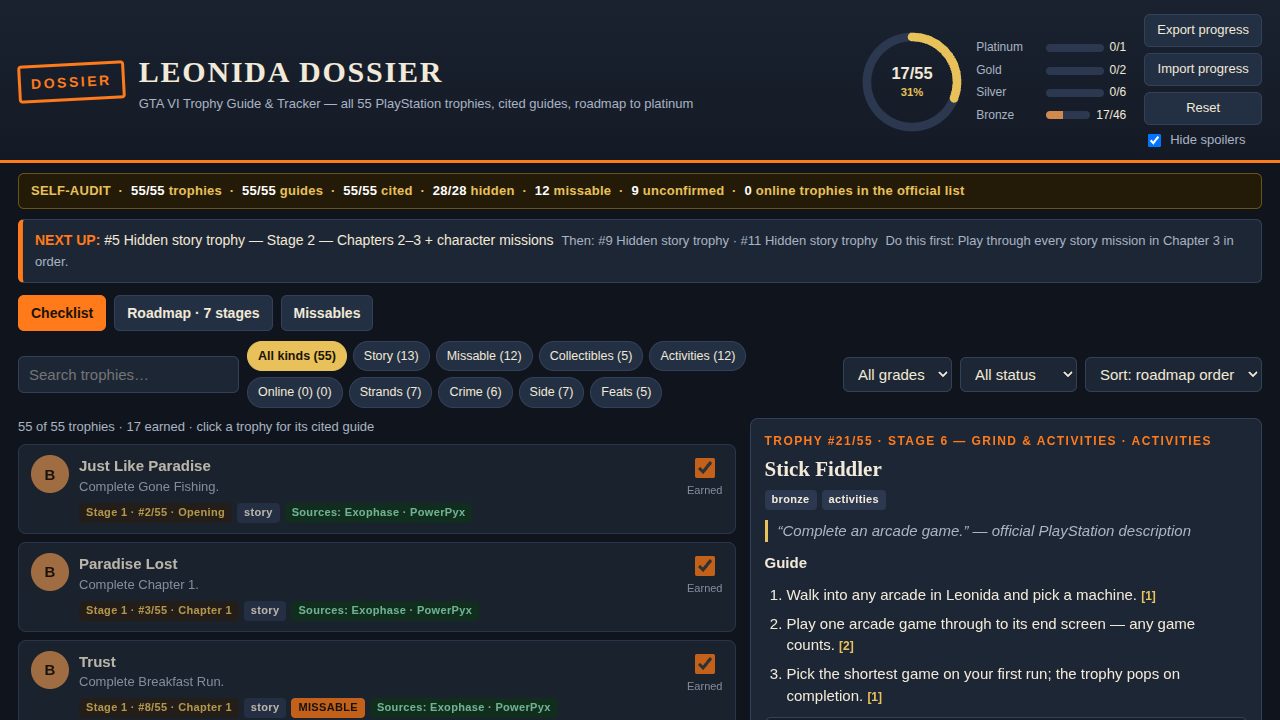 DOSSIER
LEONIDA DOSSIER
GTA VI Trophy Guide & Tracker — all 55 PlayStation trophies, cited guides, roadmap to platinum
17/55
31%
Platinum 0/1
Gold 0/2
Silver 0/6
Bronze 17/46
Export progress
Import progress
Reset
Hide spoilers
SELF-AUDIT · 55/55 trophies · 55/55 guides · 55/55 cited · 28/28 hidden · 12 missable · 9 unconfirmed · 0 online trophies in the official list
NEXT UP: #5 Hidden story trophy — Stage 2 — Chapters 2–3 + character missions Then: #9 Hidden story trophy · #11 Hidden story trophy Do this first: Play through every story mission in Chapter 3 in
order.
Checklist
Roadmap · 7 stages
Missables
Search trophies…
All kinds (55) Story (13) Missable (12) Collectibles (5) Activities (12)
Online (0) (0) Strands (7) Crime (6) Side (7) Feats (5)
All grades
All status
Sort: roadmap order
55 of 55 trophies · 17 earned · click a trophy for its cited guide
B
Just Like Paradise
Complete Gone Fishing.
Stage 1 · #2/55 · Opening story Sources: Exophase · PowerPyx
Earned
B
Paradise Lost
Complete Chapter 1.
Stage 1 · #3/55 · Chapter 1 story Sources: Exophase · PowerPyx
Earned
B
Trust
Complete Breakfast Run.
Stage 1 · #8/55 · Chapter 1 story MISSABLE Sources: Exophase · PowerPyx
Earned
TROPHY #21/55 · STAGE 6 — GRIND & ACTIVITIES · ACTIVITIES
Stick Fiddler
bronze activities
“Complete an arcade game.” — official PlayStation description
Guide
1. Walk into any arcade in Leonida and pick a machine. [1]
2. Play one arcade game through to its end screen — any game
counts. [2]
3. Pick the shortest game on your first run; the trophy pops on
completion. [1]